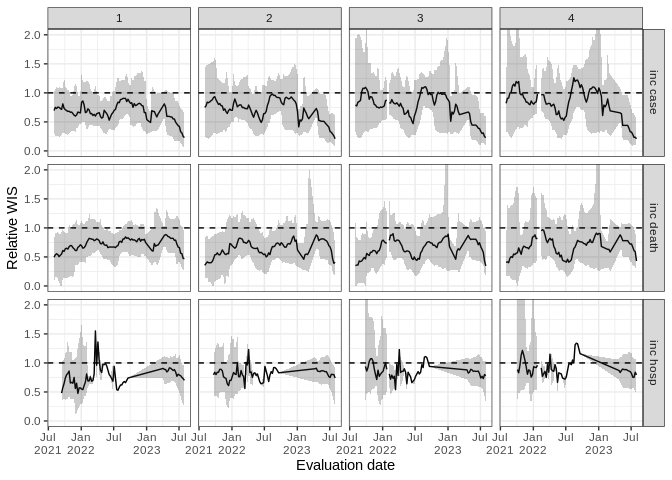 1 2 3 4
2.0
1.5
1.0
0.5
0.0
inc case
2.0
1.5
1.0
0.5
0.0
inc death
2.0
1.5
1.0
0.5
0.0
inc hosp
Relative WIS
Jul Jan Jul Jan Jul Jul Jan Jul Jan Jul Jul Jan Jul Jan Jul Jul Jan Jul Jan Jul
2021 2022 2023 2021 2022 2023 2021 2022 2023 2021 2022 2023
Evaluation date